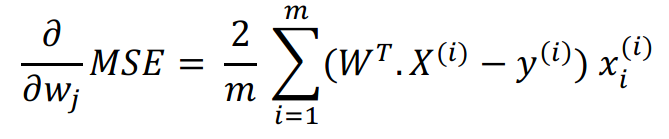 ∂/∂w_j MSE = 2/m ∑_{i=1}^{m} (W^T . X^{(i)} − y^{(i)}) x_i^{(i)}